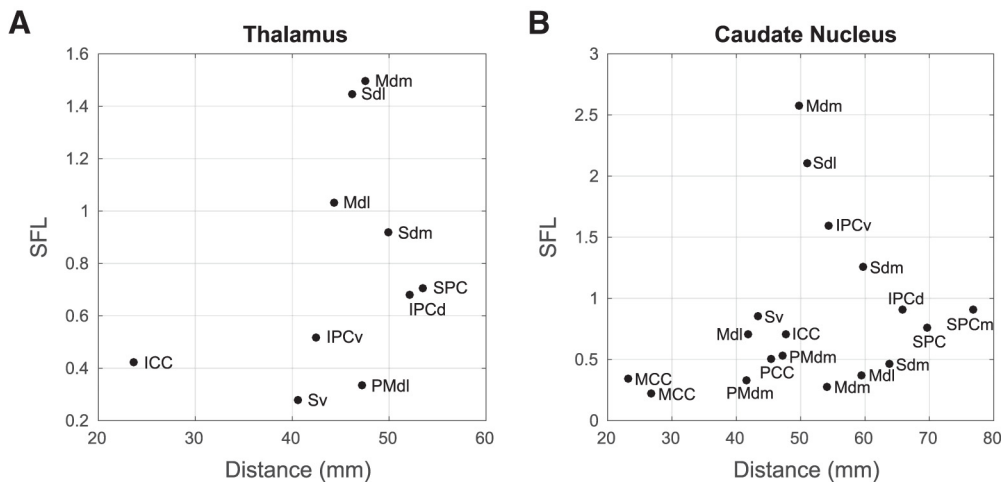 A
Thalamus
1.6
1.4
1.2
1
0.8
0.6
0.4
0.2
SFL
Mdm
Sdl
Mdl
Sdm
SPC
IPCd
IPCv
ICC
PMdl
Sv
20 30 40 50 60
Distance (mm)
B
Caudate Nucleus
3
2.5
2
1.5
1
0.5
0
SFL
Mdm
Sdl
IPCv
Sdm
IPCd
SPCm
Sv
Mdl
ICC
SPC
PMdm
PCC
Sdm
Mdl
MCC
PMdm
Mdm
MCC
20 30 40 50 60 70 80
Distance (mm)